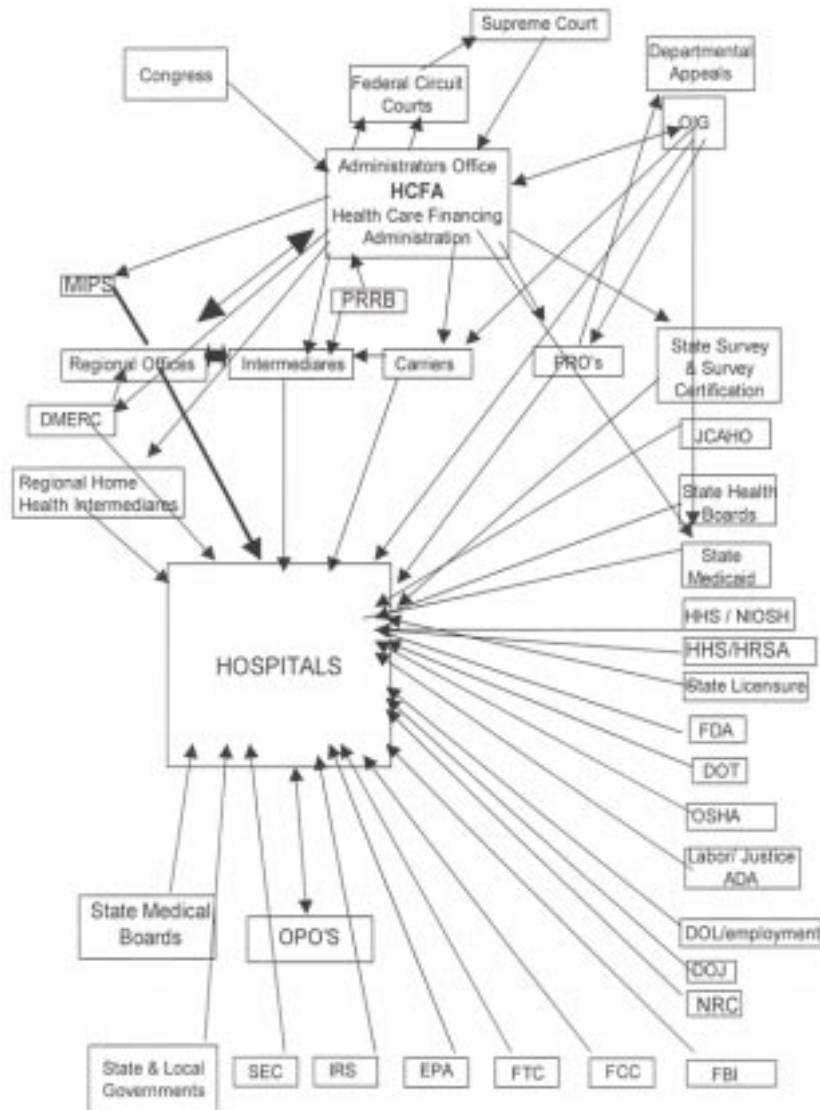 Supreme Court
Congress
Federal Circuit
Courts
Departmental
Appeals
OIG
Administrators Office
HCFA
Health Care Financing
Administration
MIPS
PRRB
Regional Offices
Intermediares
Carriers
PRO's
State Survey
& Survey
Certification
DMERC
JCAHO
Regional Home
Health Intermediares
State Health
Boards
State
Medicaid
HHS / NIOSH
HOSPITALS
HHS/HRSA
State Licensure
FDA
DOT
OSHA
Labor/ Justice
ADA
State Medical
Boards
OPO'S
DOL/employment
DOJ
NRC
State & Local
Governments
SEC
IRS
EPA
FTC
FCC
FBI